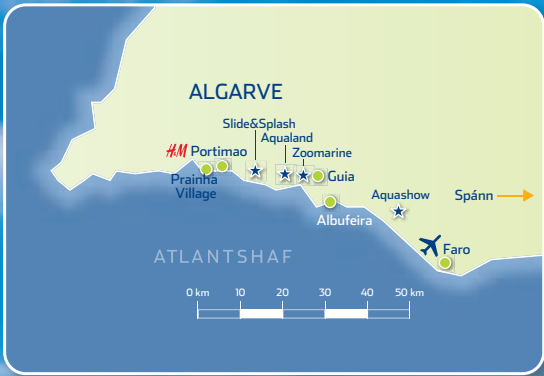 ALGARVE
Slide&Splash
Aqualand
Zoomarine
H&M Portimao
Prainha
Village
Guia
Albufeira
Aquashow
Spánn
Faro
ATLANTSHAF
0 km 10 20 30 40 50 km